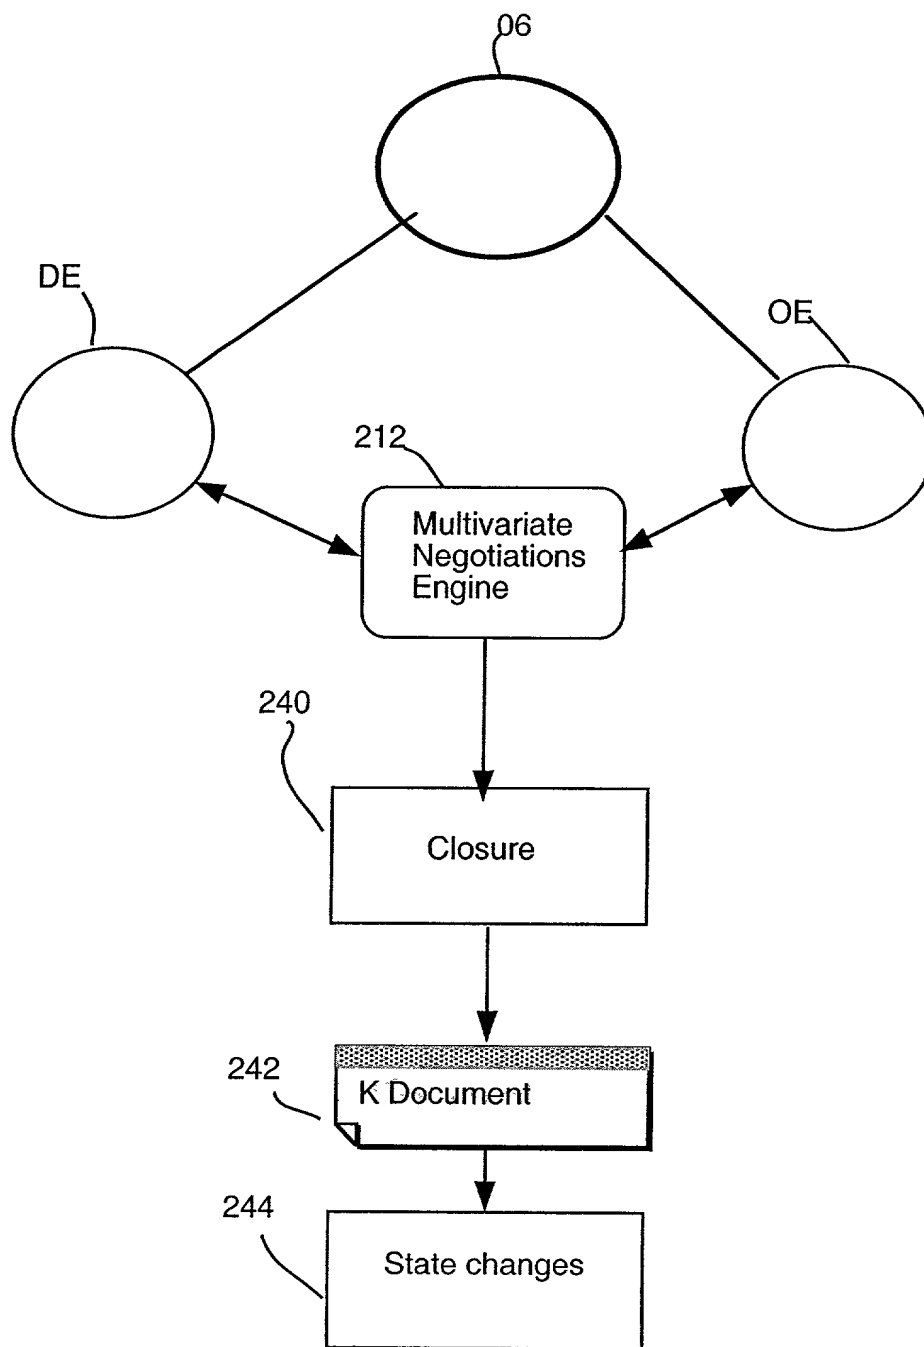 06
DE
OE
212
Multivariate
Negotiations
Engine
240
Closure
242
K Document
244
State changes